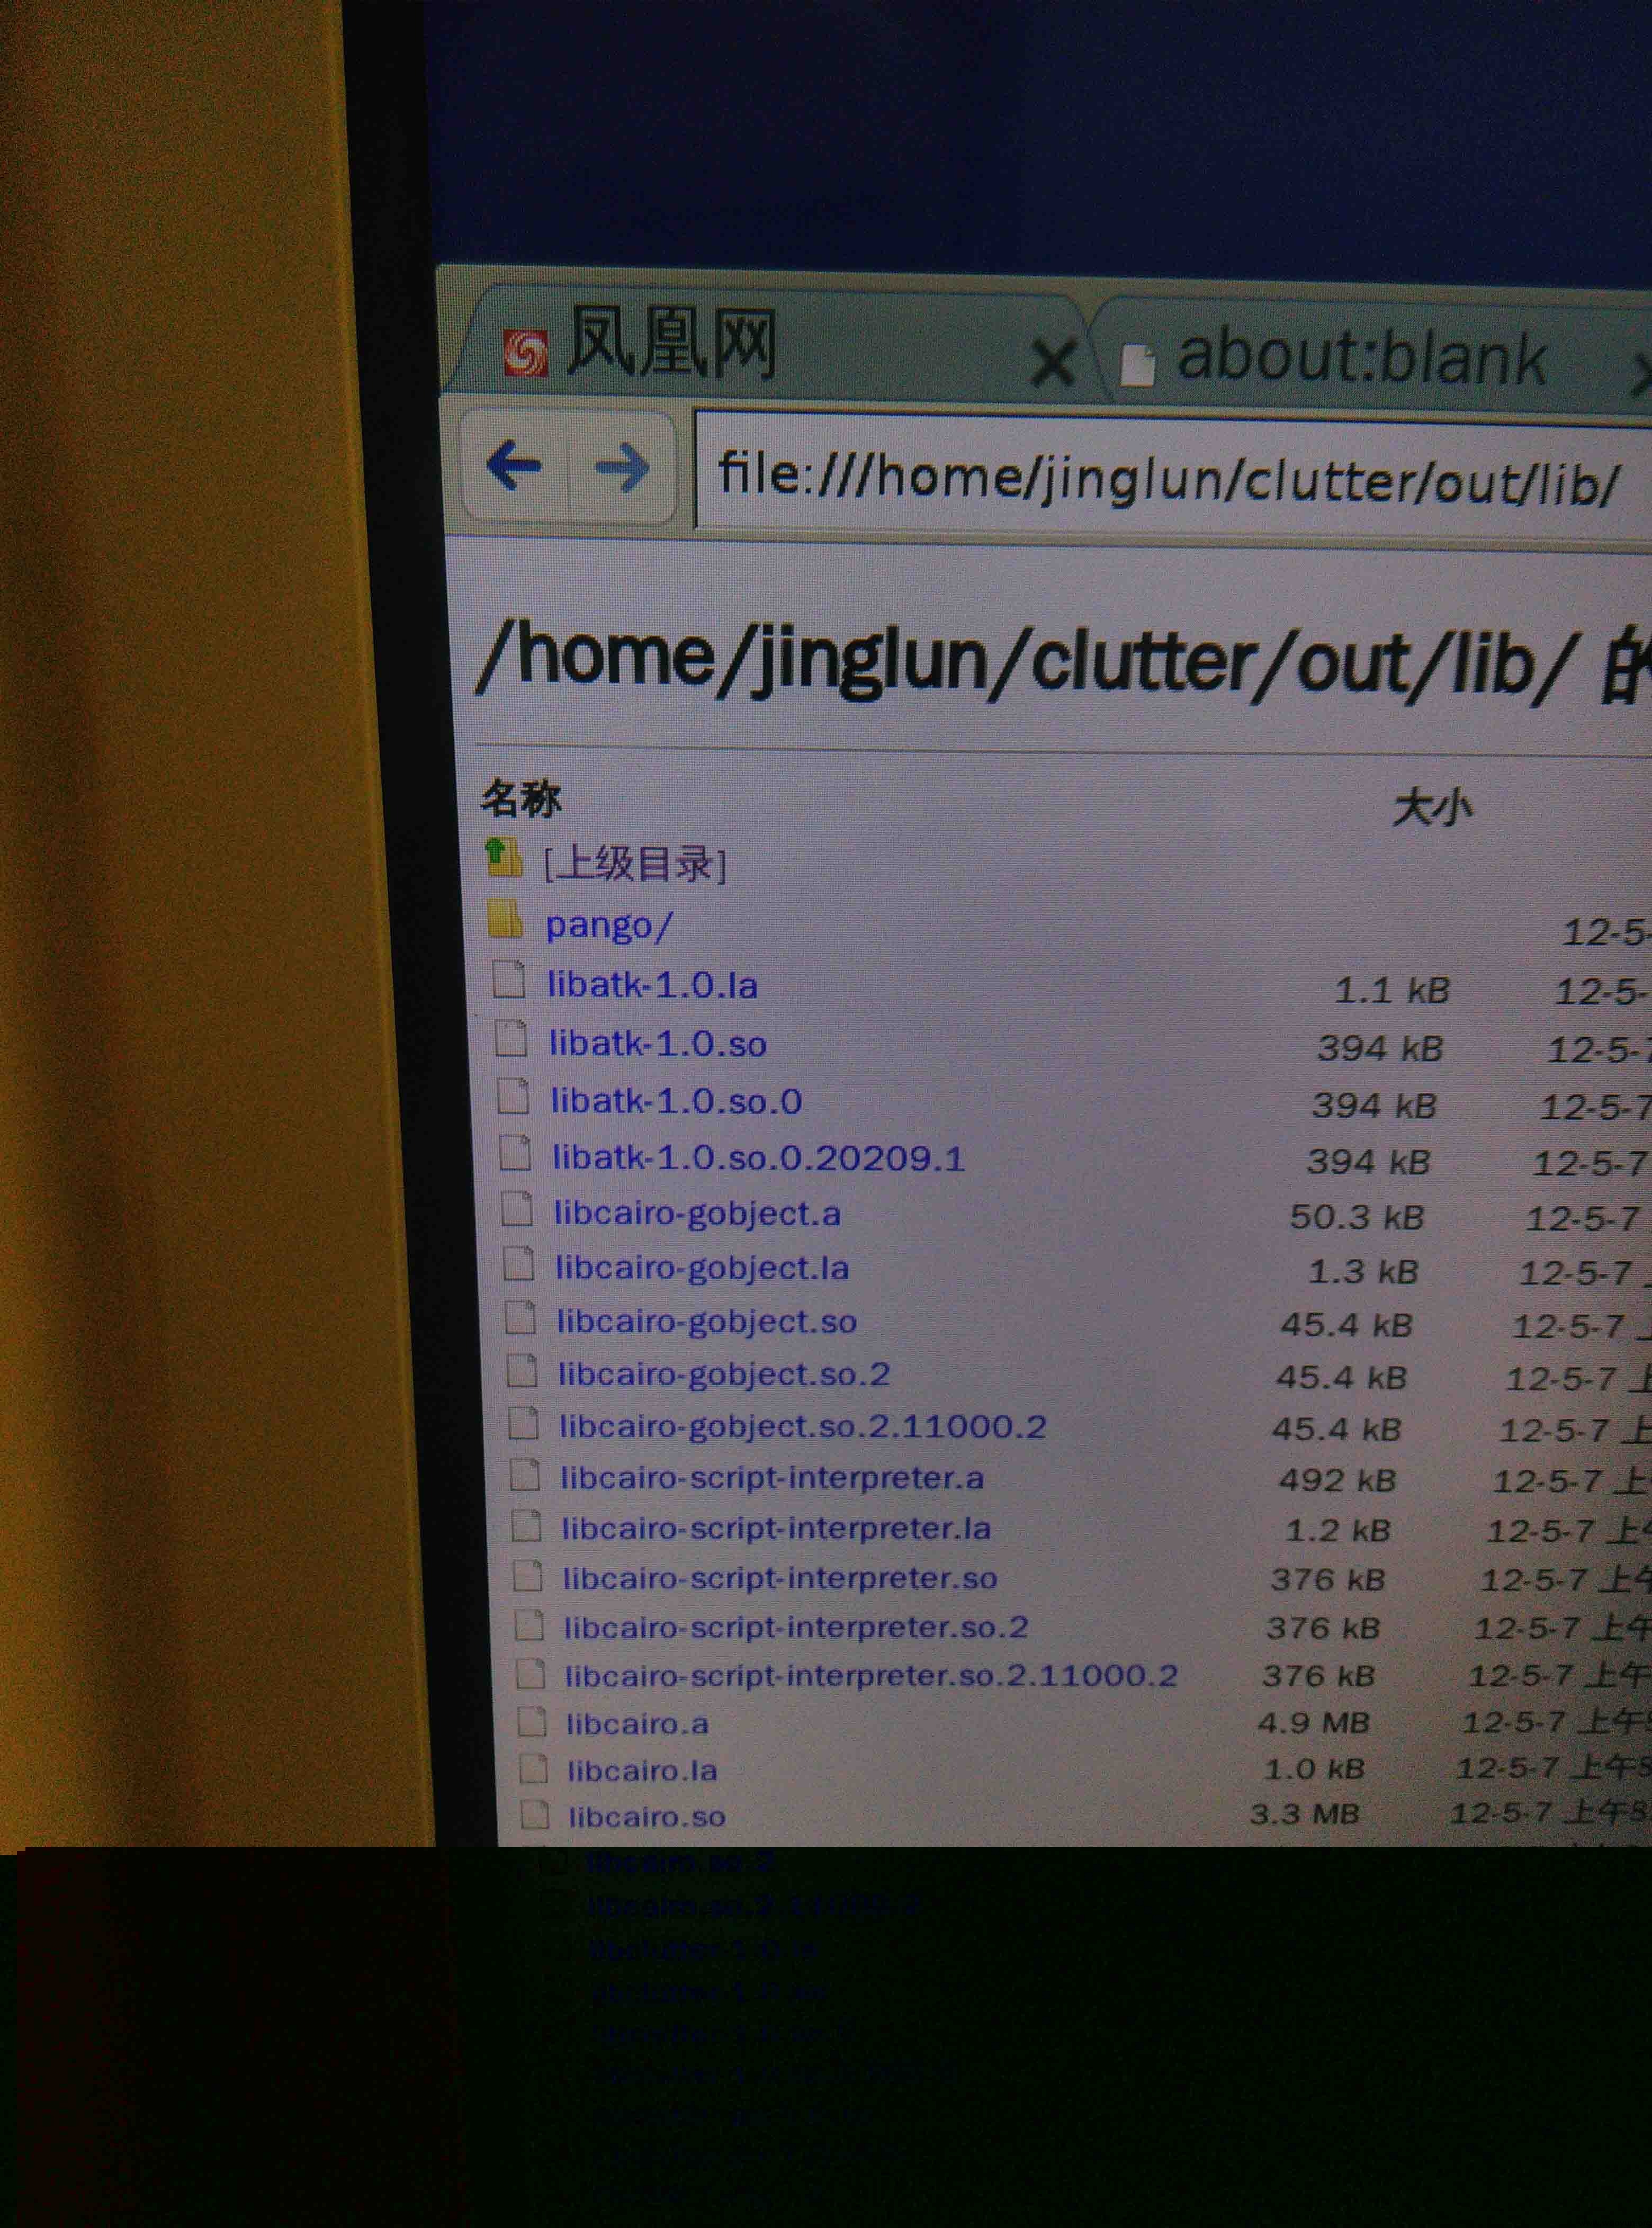 凤凰网
about:blank
file:///home/jinglun/clutter/out/lib/
/home/jinglun/clutter/out/lib/ 的
名称 大小
[上级目录]
pango/ 12-5-
libatk-1.0.la 1.1 kB 12-5-
libatk-1.0.so 394 kB 12-5-7
libatk-1.0.so.0 394 kB 12-5-7
libatk-1.0.so.0.20209.1 394 kB 12-5-7
libcairo-gobject.a 50.3 kB 12-5-7
libcairo-gobject.la 1.3 kB 12-5-7
libcairo-gobject.so 45.4 kB 12-5-7
libcairo-gobject.so.2 45.4 kB 12-5-7 上
libcairo-gobject.so.2.11000.2 45.4 kB 12-5-7 上
libcairo-script-interpreter.a 492 kB 12-5-7 上
libcairo-script-interpreter.la 1.2 kB 12-5-7 上午
libcairo-script-interpreter.so 376 kB 12-5-7 上午
libcairo-script-interpreter.so.2 376 kB 12-5-7 上午
libcairo-script-interpreter.so.2.11000.2 376 kB 12-5-7 上午
libcairo.a 4.9 MB 12-5-7 上午
libcairo.la 1.0 kB 12-5-7 上午
libcairo.so 3.3 MB 12-5-7 上午
libcairo.so.2